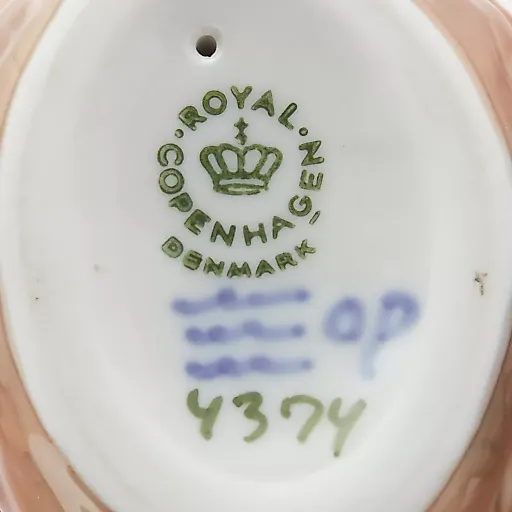 ROYAL
COPENHAGEN
DENMARK
op
4374